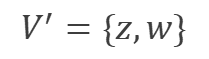 V′ = {z, w}